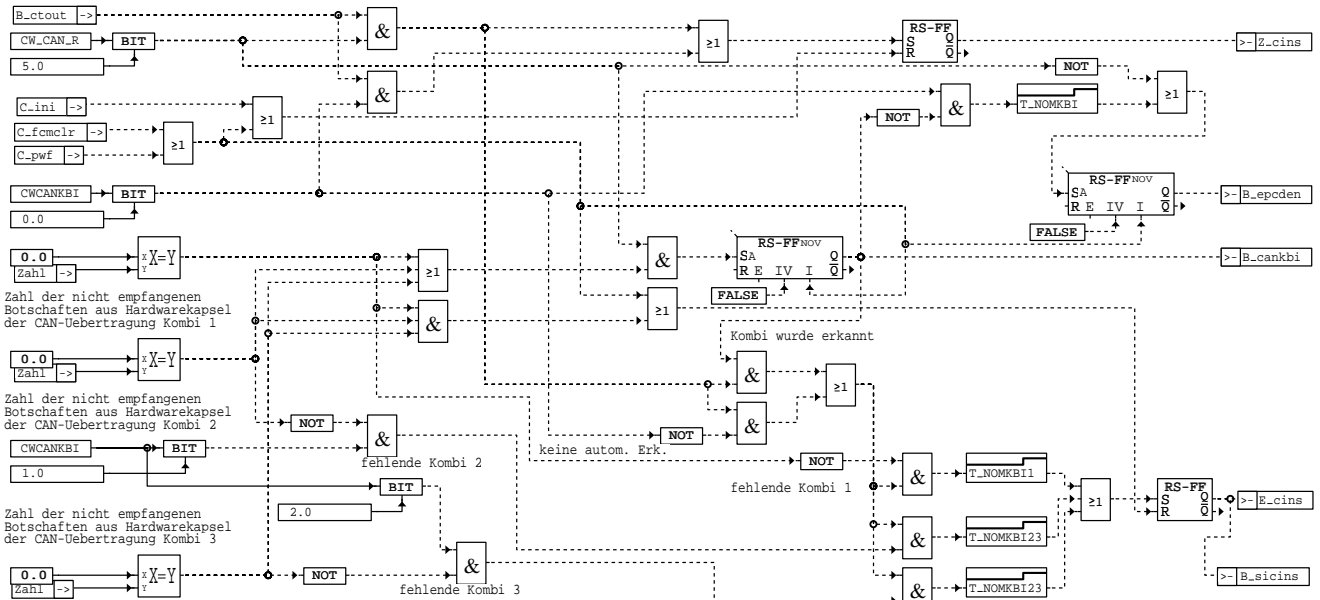 B_ctout ->
CW_CAN_R BIT
5.0
& ≥1 RS-FF
S Q
R Q
>- Z_cins
NOT
&
C_ini ->
C_fcmclr ->
C_pwf ->
≥1
≥1
NOT
&
T_NOMKBI
≥1
CWCANKBI BIT
0.0
RS-FF NOV
SA Q
R E IV I Q
FALSE
>- B_epcden
0.0
Zahl ->
X
Y
X=Y
≥1
&
RS-FF NOV
SA Q
R E IV I Q
FALSE
>- B_cankbi
Zahl der nicht empfangenen
Botschaften aus Hardwarekapsel
der CAN-Uebertragung Kombi 1
&
≥1
Kombi wurde erkannt
0.0
Zahl ->
X
Y
X=Y
&
≥1
Zahl der nicht empfangenen
Botschaften aus Hardwarekapsel
der CAN-Uebertragung Kombi 2
NOT
&
&
NOT
keine autom. Erk.
CWCANKBI BIT
1.0
fehlende Kombi 2
NOT
&
T_NOMKBI1
fehlende Kombi 1
BIT
2.0
≥1
RS-FF
S Q
R Q
>- E_cins
Zahl der nicht empfangenen
Botschaften aus Hardwarekapsel
der CAN-Uebertragung Kombi 3
&
T_NOMKBI23
0.0
Zahl ->
X
Y
X=Y
NOT
&
fehlende Kombi 3
&
T_NOMKBI23
>- B_sicins